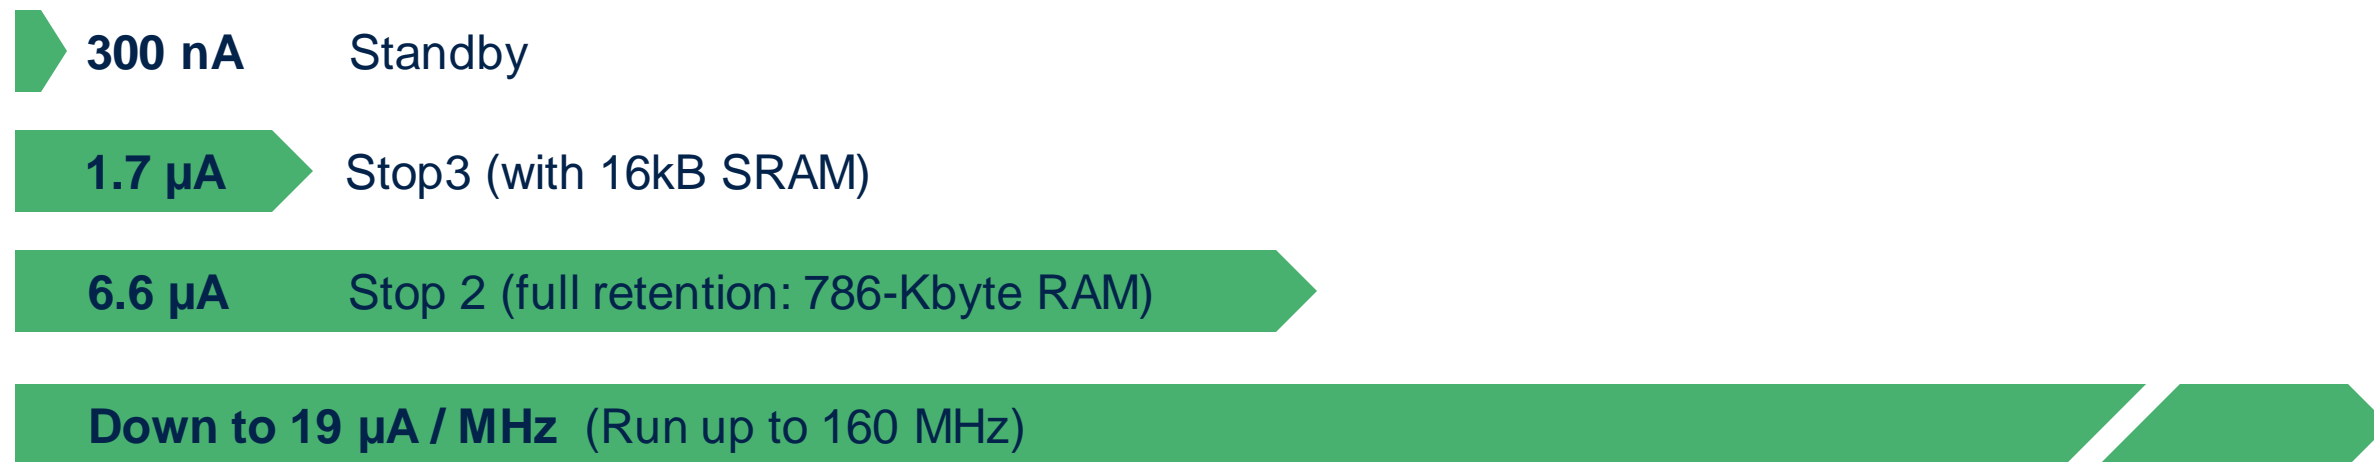 300 nA Standby
1.7 µA Stop3 (with 16kB SRAM)
6.6 µA Stop 2 (full retention: 786-Kbyte RAM)
Down to 19 µA / MHz (Run up to 160 MHz)